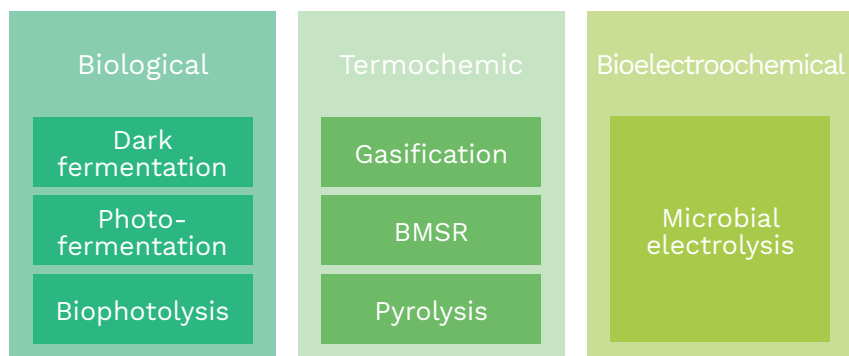 Biological
Dark
fermentation
Photo-
fermentation
Biophotolysis
Termochemic
Gasification
BMSR
Pyrolysis
Bioelectroochemical
Microbial
electrolysis